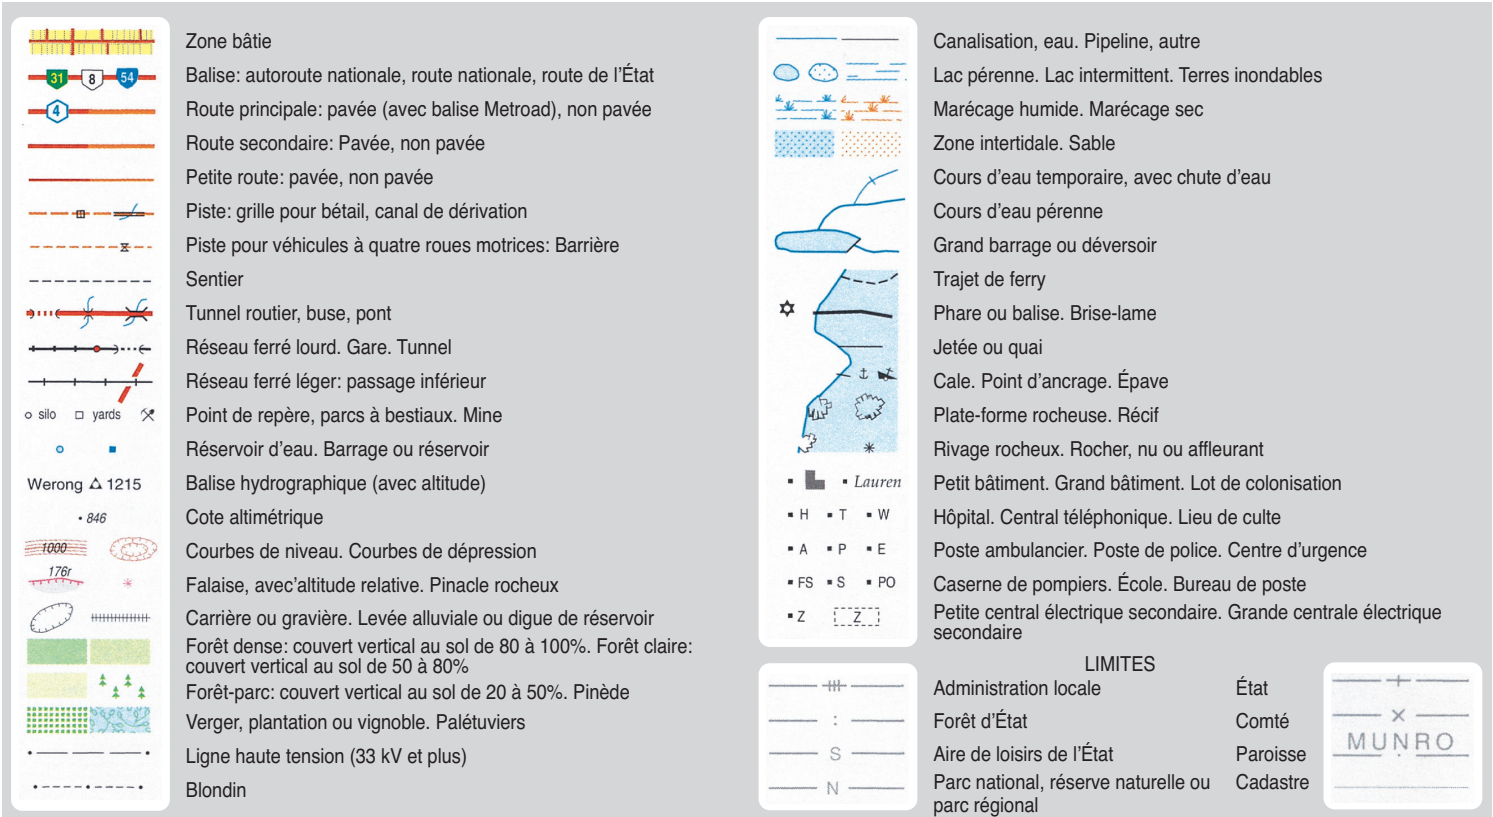 Zone bâtie
31 8 54 Balise: autoroute nationale, route nationale, route de l’État
4 Route principale: pavée (avec balise Metroad), non pavée
Route secondaire: Pavée, non pavée
Petite route: pavée, non pavée
Piste: grille pour bétail, canal de dérivation
Piste pour véhicules à quatre roues motrices: Barrière
Sentier
Tunnel routier, buse, pont
Réseau ferré lourd. Gare. Tunnel
Réseau ferré léger: passage inférieur
silo yards Point de repère, parcs à bestiaux. Mine
Réservoir d’eau. Barrage ou réservoir
Werong 1215 Balise hydrographique (avec altitude)
846 Cote altimétrique
1000 Courbes de niveau. Courbes de dépression
176r Falaise, avec’altitude relative. Pinacle rocheux
Carrière ou gravière. Levée alluviale ou digue de réservoir
Forêt dense: couvert vertical au sol de 80 à 100%. Forêt claire:
couvert vertical au sol de 50 à 80%
Forêt-parc: couvert vertical au sol de 20 à 50%. Pinède
Verger, plantation ou vignoble. Palétuviers
Ligne haute tension (33 kV et plus)
Blondin
Canalisation, eau. Pipeline, autre
Lac pérenne. Lac intermittent. Terres inondables
Marécage humide. Marécage sec
Zone intertidale. Sable
Cours d’eau temporaire, avec chute d’eau
Cours d’eau pérenne
Grand barrage ou déversoir
Trajet de ferry
Phare ou balise. Brise-lame
Jetée ou quai
Cale. Point d’ancrage. Épave
Plate-forme rocheuse. Récif
Rivage rocheux. Rocher, nu ou affleurant
Lauren Petit bâtiment. Grand bâtiment. Lot de colonisation
H T W Hôpital. Central téléphonique. Lieu de culte
A P E Poste ambulancier. Poste de police. Centre d’urgence
FS S PO Caserne de pompiers. École. Bureau de poste
Z Z Petite central électrique secondaire. Grande centrale électrique
secondaire
LIMITES
Administration locale État
Forêt d’État Comté
S Aire de loisirs de l’État Paroisse MUNRO
N Parc national, réserve naturelle ou Cadastre
parc régional